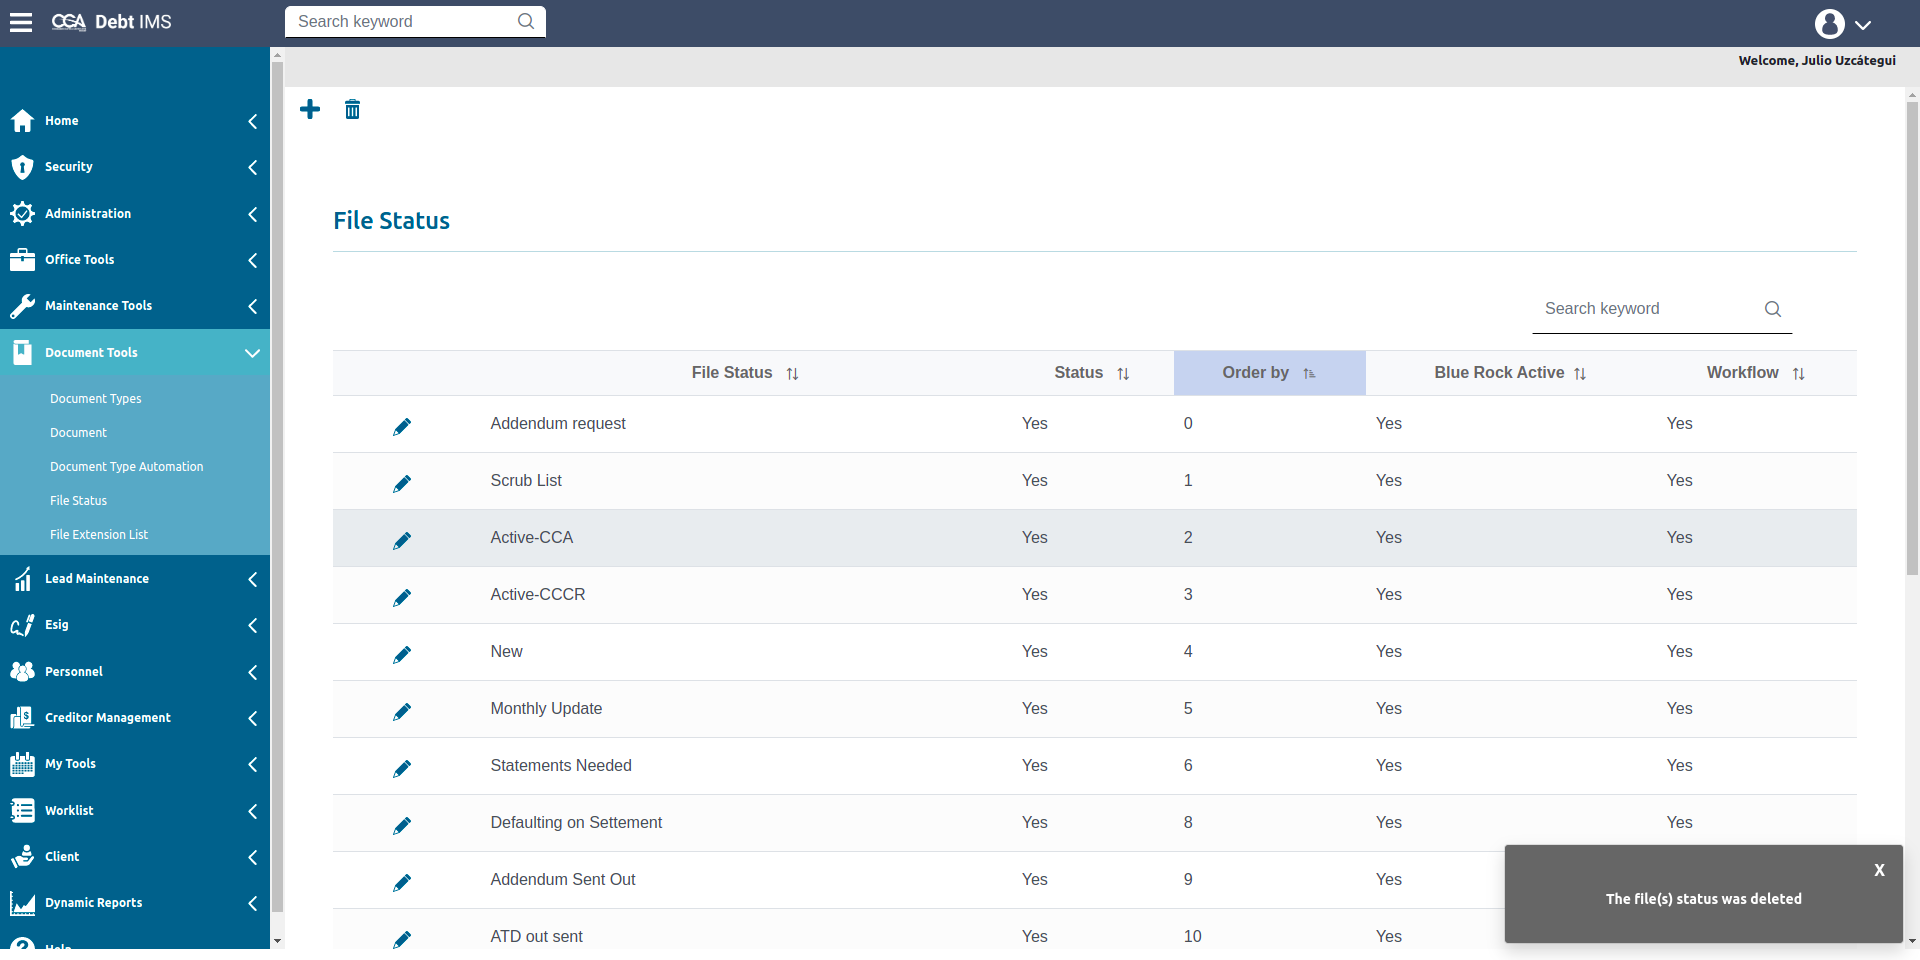 CGA Debt IMS
Search keyword
Welcome, Julio Uzcátegui
Home
Security
Administration
Office Tools
Maintenance Tools
Document Tools
Document Types
Document
Document Type Automation
File Status
File Extension List
Lead Maintenance
Esig
Personnel
Creditor Management
My Tools
Worklist
Client
Dynamic Reports
Help
File Status
Search keyword
File Status Status Order by Blue Rock Active Workflow
Addendum request Yes 0 Yes Yes
Scrub List Yes 1 Yes Yes
Active-CCA Yes 2 Yes Yes
Active-CCCR Yes 3 Yes Yes
New Yes 4 Yes Yes
Monthly Update Yes 5 Yes Yes
Statements Needed Yes 6 Yes Yes
Defaulting on Settement Yes 8 Yes Yes
Addendum Sent Out Yes 9 Yes
ATD out sent Yes 10 Yes
X
The file(s) status was deleted